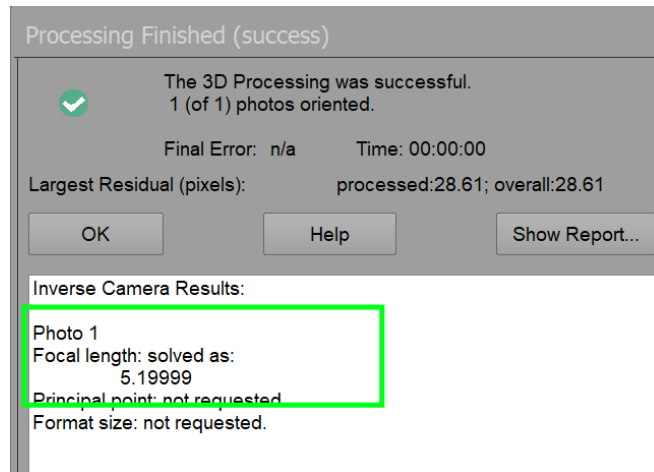 Processing Finished (success)
The 3D Processing was successful.
1 (of 1) photos oriented.
Final Error: n/a Time: 00:00:00
Largest Residual (pixels): processed:28.61; overall:28.61
OK Help Show Report...
Inverse Camera Results:
Photo 1
Focal length: solved as:
5.19999
Principal point: not requested.
Format size: not requested.